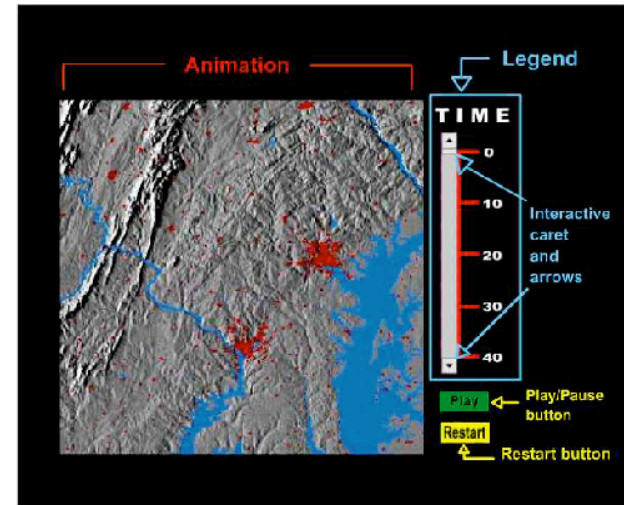 Animation
Legend
TIME
0
10
20
30
40
Interactive
caret
and
arrows
Play
Play/Pause
button
Restart
Restart button